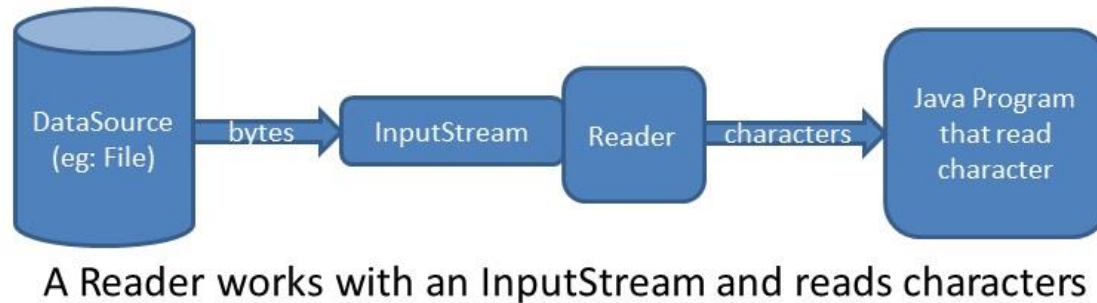 DataSource
(eg: File)
bytes
InputStream
Reader
characters
Java Program
that read
character
A Reader works with an InputStream and reads characters